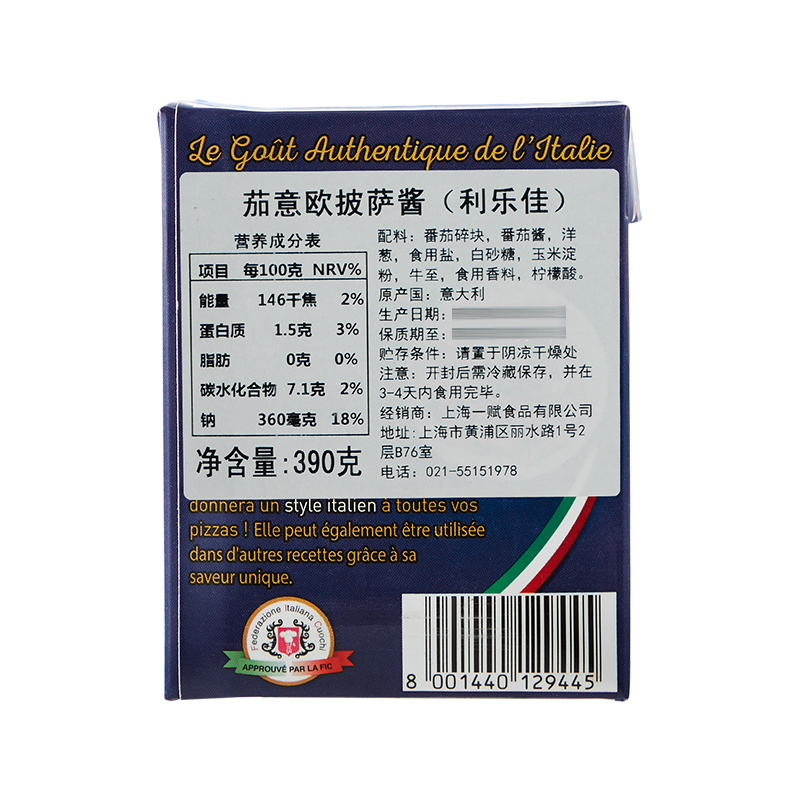 Le Goût Authentique de l'Italie
茄意欧披萨酱（利乐佳）
营养成分表
项目 每100克 NRV%
能量 146千焦 2%
蛋白质 1.5克 3%
脂肪 0克 0%
碳水化合物 7.1克 2%
钠 360毫克 18%
净含量:390克
配料：番茄碎块，番茄酱，洋
葱，食用盐，白砂糖，玉米淀
粉，牛至，食用香料，柠檬酸。
原产国：意大利
生产日期：
保质期至：
贮存条件：请置于阴凉干燥处
注意：开封后需冷藏保存，并在
3-4天内食用完毕。
经销商：上海一赋食品有限公司
地址:上海市黄浦区丽水路1号2
层B76室
电话：021-55151978
donnera un style italien à toutes vos
pizzas ! Elle peut également être utilisée
dans d'autres recettes grâce à sa
saveur unique.
Federazione Italiana Cuochi
APPROUVÉ PAR LA FIC
8 001440 129445